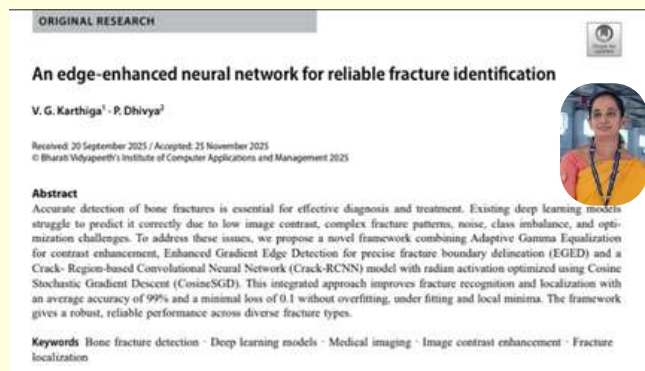 ORIGINAL RESEARCH
An edge-enhanced neural network for reliable fracture identification
V. G. Karthiga¹ · P. Dhivya²
Received: 20 September 2025 / Accepted: 25 November 2025
© Bharati Vidyapeeth's Institute of Computer Applications and Management 2025
Abstract
Accurate detection of bone fractures is essential for effective diagnosis and treatment. Existing deep learning models
struggle to predict it correctly due to low image contrast, complex fracture patterns, noise, class imbalance, and opti-
mization challenges. To address these issues, we propose a novel framework combining Adaptive Gamma Equalization
for contrast enhancement, Enhanced Gradient Edge Detection for precise fracture boundary delineation (EGED) and a
Crack- Region-based Convolutional Neural Network (Crack-RCNN) model with radian activation optimized using Cosine
Stochastic Gradient Descent (CosineSGD). This integrated approach improves fracture recognition and localization with
an average accuracy of 99% and a minimal loss of 0.1 without overfitting, under fitting and local minima. The framework
gives a robust, reliable performance across diverse fracture types.
Keywords Bone fracture detection · Deep learning models · Medical imaging · Image contrast enhancement · Fracture
localization